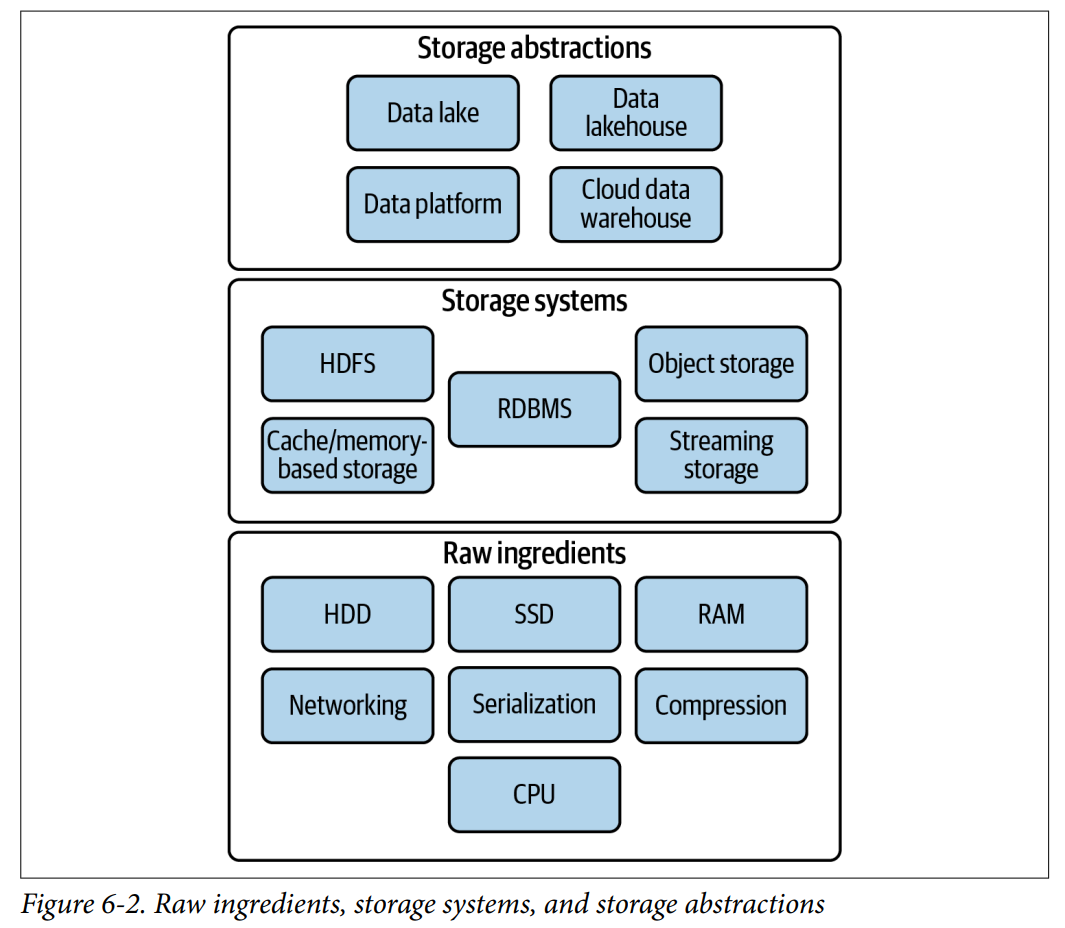 Storage abstractions
Data lake
Data
lakehouse
Data platform
Cloud data
warehouse
Storage systems
HDFS
Object storage
RDBMS
Cache/memory-
based storage
Streaming
storage
Raw ingredients
HDD
SSD
RAM
Networking
Serialization
Compression
CPU
Figure 6-2. Raw ingredients, storage systems, and storage abstractions